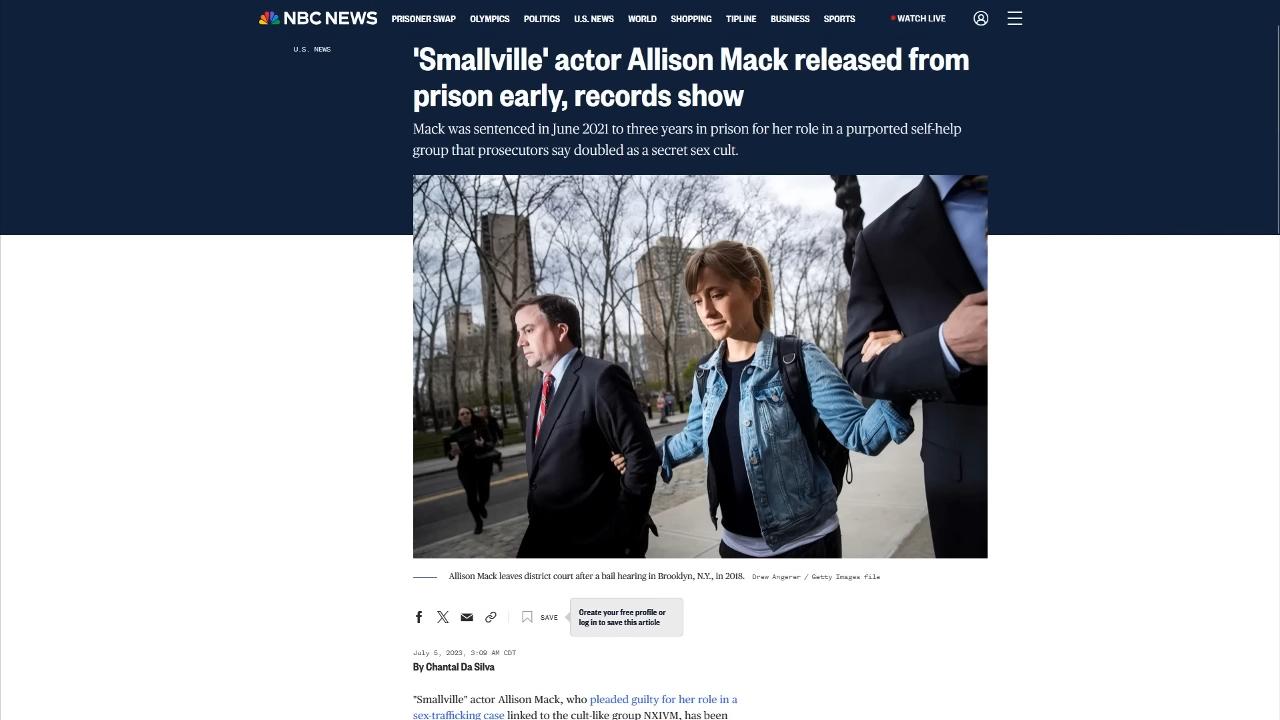 NBC NEWS PRISONER SWAP OLYMPICS POLITICS U.S. NEWS WORLD SHOPPING TIPLINE BUSINESS SPORTS WATCH LIVE
U.S. NEWS
'Smallville' actor Allison Mack released from
prison early, records show
Mack was sentenced in June 2021 to three years in prison for her role in a purported self-help
group that prosecutors say doubled as a secret sex cult.
Allison Mack leaves district court after a bail hearing in Brooklyn, N.Y., in 2018. Drew Angerer / Getty Images file
SAVE
Create your free profile or
log in to save this article
July 5, 2023, 3:09 AM CDT
By Chantal Da Silva
"Smallville" actor Allison Mack, who pleaded guilty for her role in a
sex-trafficking case linked to the cult-like group NXIVM, has been